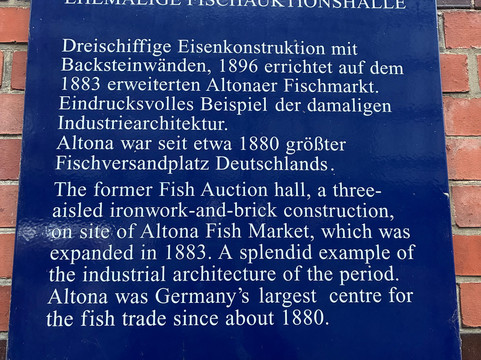 EHEMALIGE FISCHAUKTIONSHALLE
Dreischiffige Eisenkonstruktion mit
Backsteinwänden, 1896 errichtet auf dem
1883 erweiterten Altonaer Fischmarkt.
Eindrucksvolles Beispiel der damaligen
Industriearchitektur.
Altona war seit etwa 1880 größter
Fischversandplatz Deutschlands.
The former Fish Auction hall, a three-
aisled ironwork-and-brick construction,
on site of Altona Fish Market, which was
expanded in 1883. A splendid example of
the industrial architecture of the period.
Altona was Germany's largest centre for
the fish trade since about 1880.